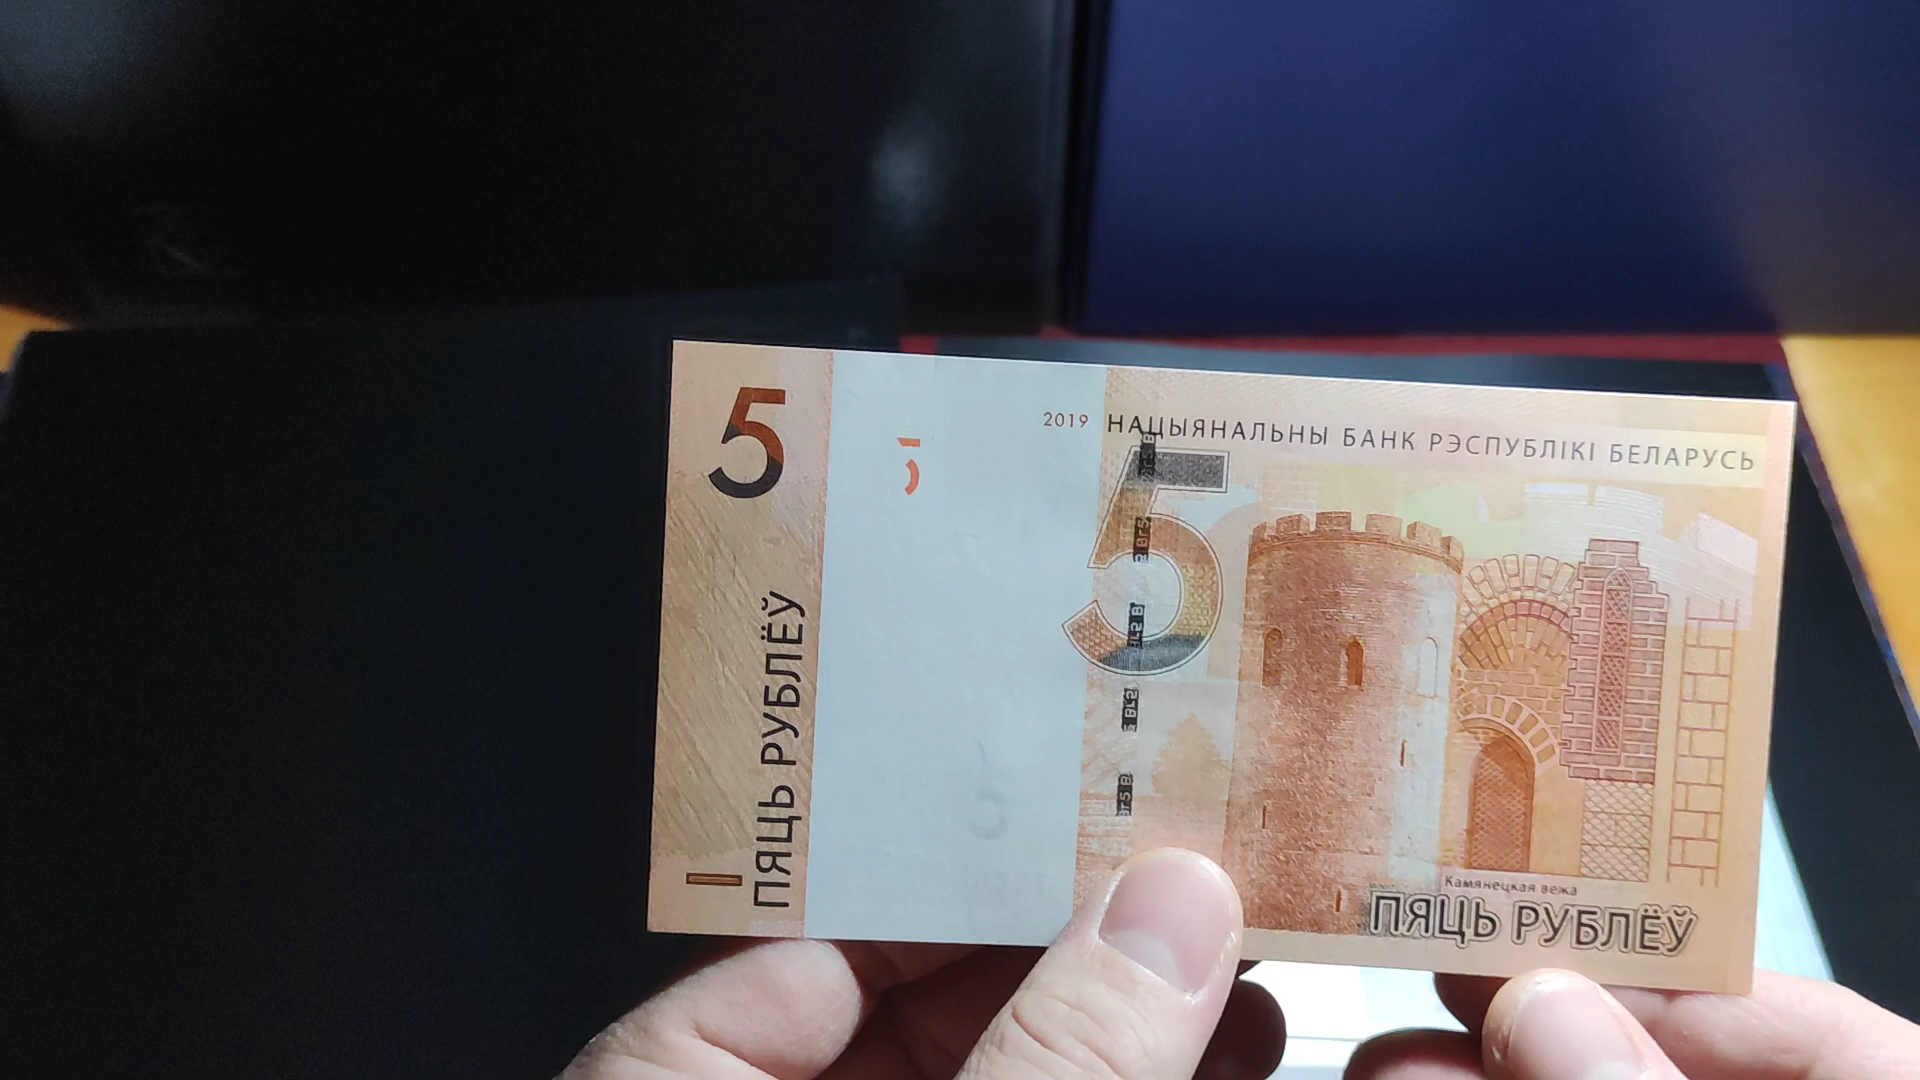 5
ПЯЦЬ РУБЛЁЎ
2019 НАЦЫЯНАЛЬНЫ БАНК РЭСПУБЛІКІ БЕЛАРУСЬ
5
Камянецкая вежа
ПЯЦЬ РУБЛЁЎ